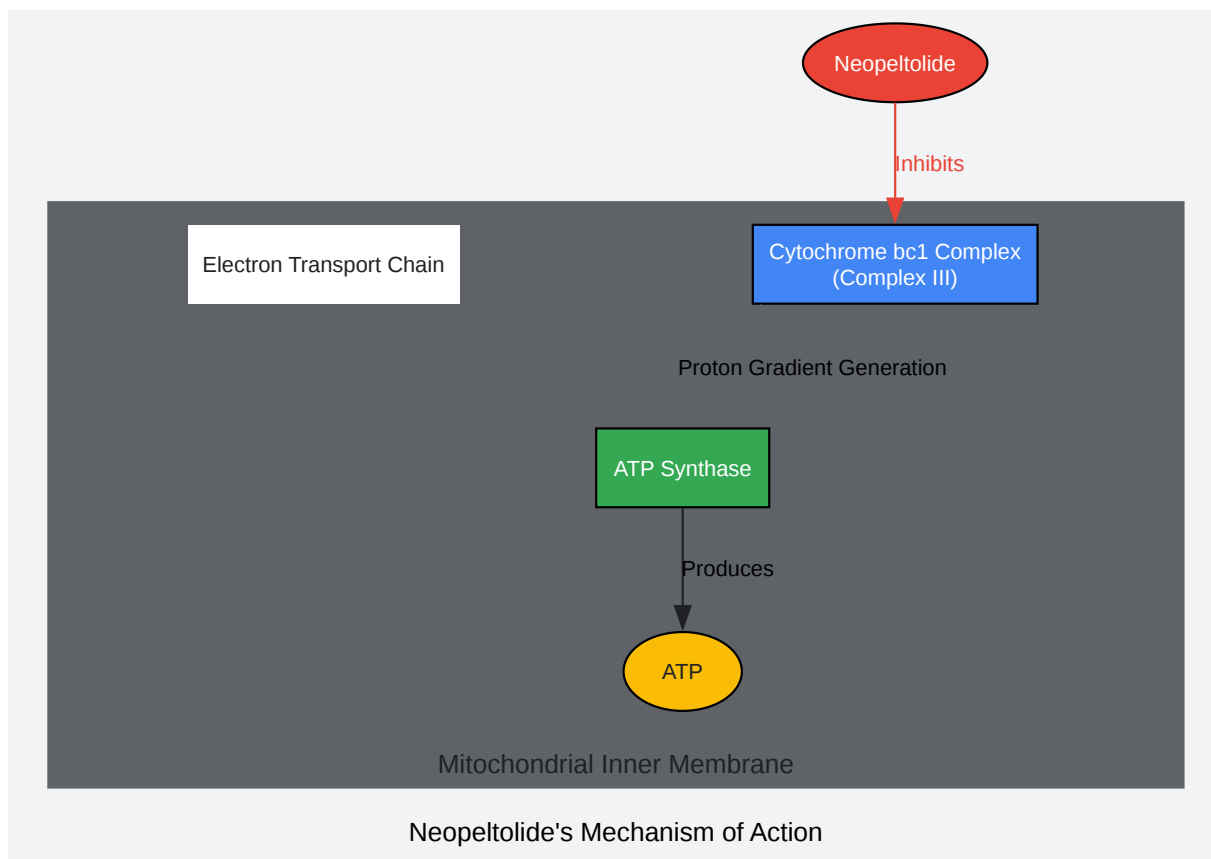 Neopeltolide
Inhibits
Electron Transport Chain
Cytochrome bc1 Complex
(Complex III)
Proton Gradient Generation
ATP Synthase
Produces
ATP
Mitochondrial Inner Membrane
Neopeltolide's Mechanism of Action